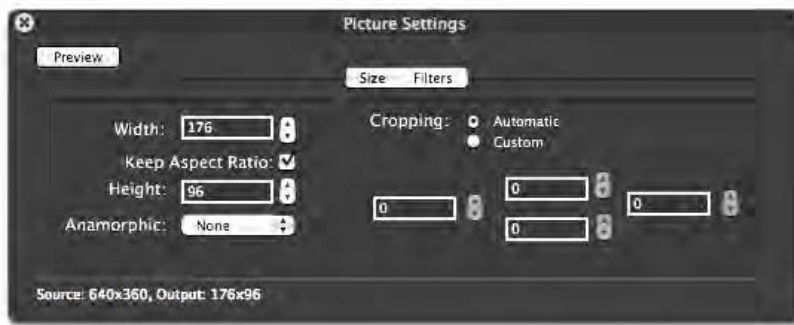 Picture Settings
Preview
Size Filters
Width: 176
Cropping: Automatic
Custom
Keep Aspect Ratio:
Height: 96
0
0
0
0
Anamorphic: None
Source: 640x360, Output: 176x96